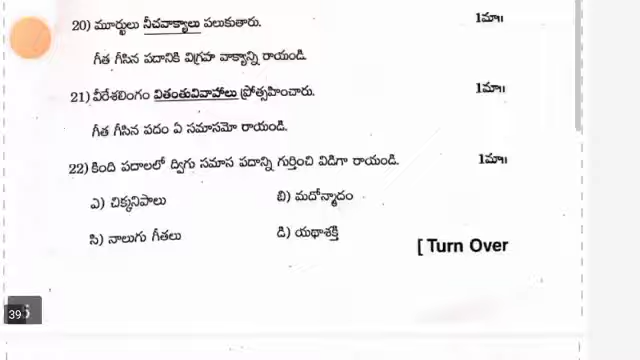 20) మూర్ఖులు నీచవాక్యాలు పలుకుతారు. 1మా॥
గీత గీసిన పదానికి విగ్రహ వాక్యాన్ని రాయండి.
21) వీరేశలింగం వితంతువివాహాలు ప్రోత్సహించారు. 1మా॥
గీత గీసిన పదం ఏ సమాసమో రాయండి.
22) కింది పదాలలో ద్విగు సమాస పదాన్ని గుర్తించి విడిగా రాయండి. 1మా॥
ఎ) చిక్కనిపాలు బి) మదోన్మాదం
సి) నాలుగు గీతలు డి) యథాశక్తి
[ Turn Over
39